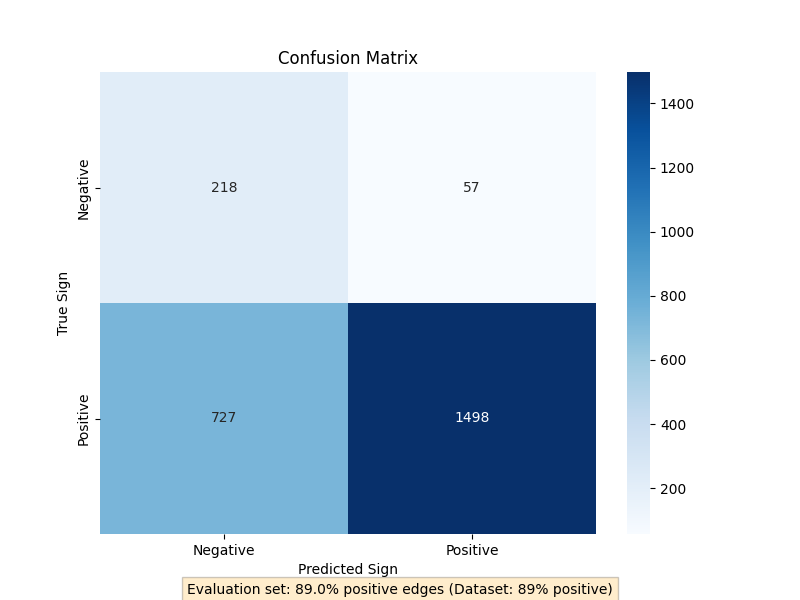 Confusion Matrix
True Sign
Negative
218
57
Positive
727
1498
Negative
Positive
Predicted Sign
1400
1200
1000
800
600
400
200
Evaluation set: 89.0% positive edges (Dataset: 89% positive)